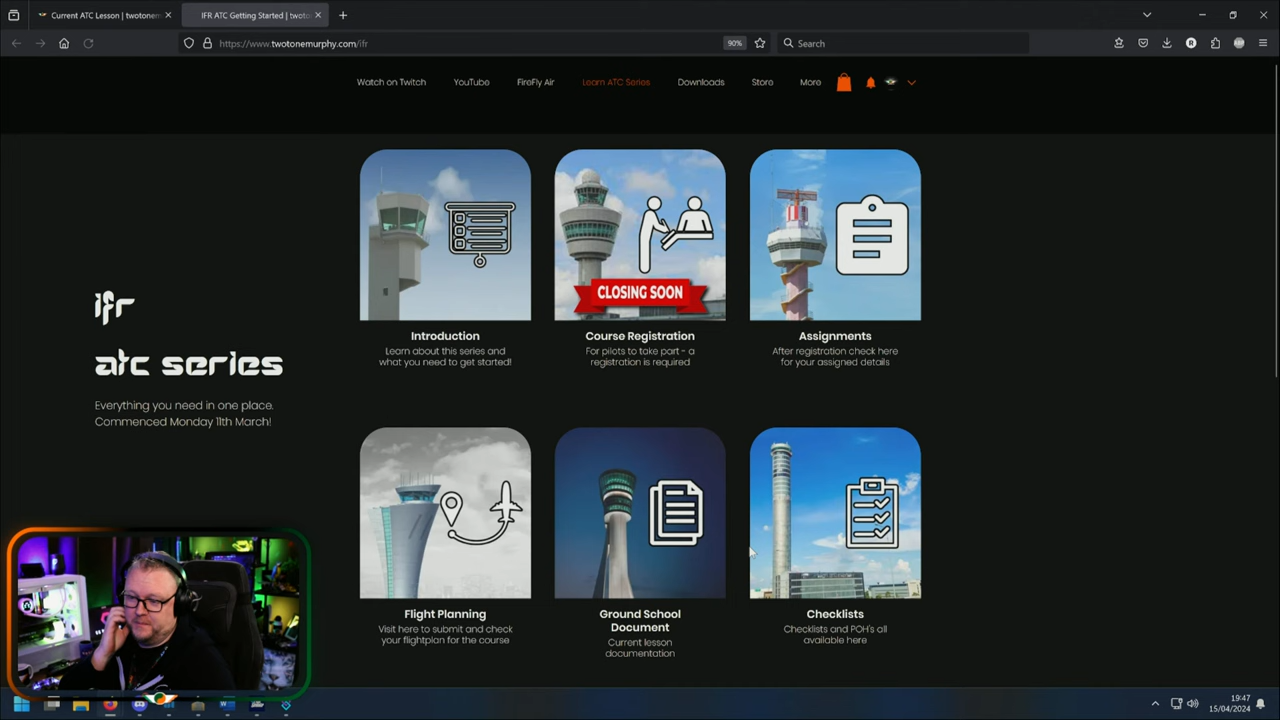 Current ATC Lesson | twotonem
IFR ATC Getting Started | twoto
https://www.twotonemurphy.com/ifr
90%
Search
Watch on Twitch
YouTube
FireFly Air
Learn ATC Series
Downloads
Store
More
ifr
atc series
Everything you need in one place.
Commenced Monday 11th March!
Introduction
Learn about this series and
what you need to get started!
CLOSING SOON
Course Registration
For pilots to take part - a
registration is required
Assignments
After registration check here
for your assigned details
Flight Planning
Visit here to submit and check
your flightplan for the course
Ground School
Document
Current lesson
documentation
Checklists
Checklists and POH's all
available here
19:47
15/04/2024